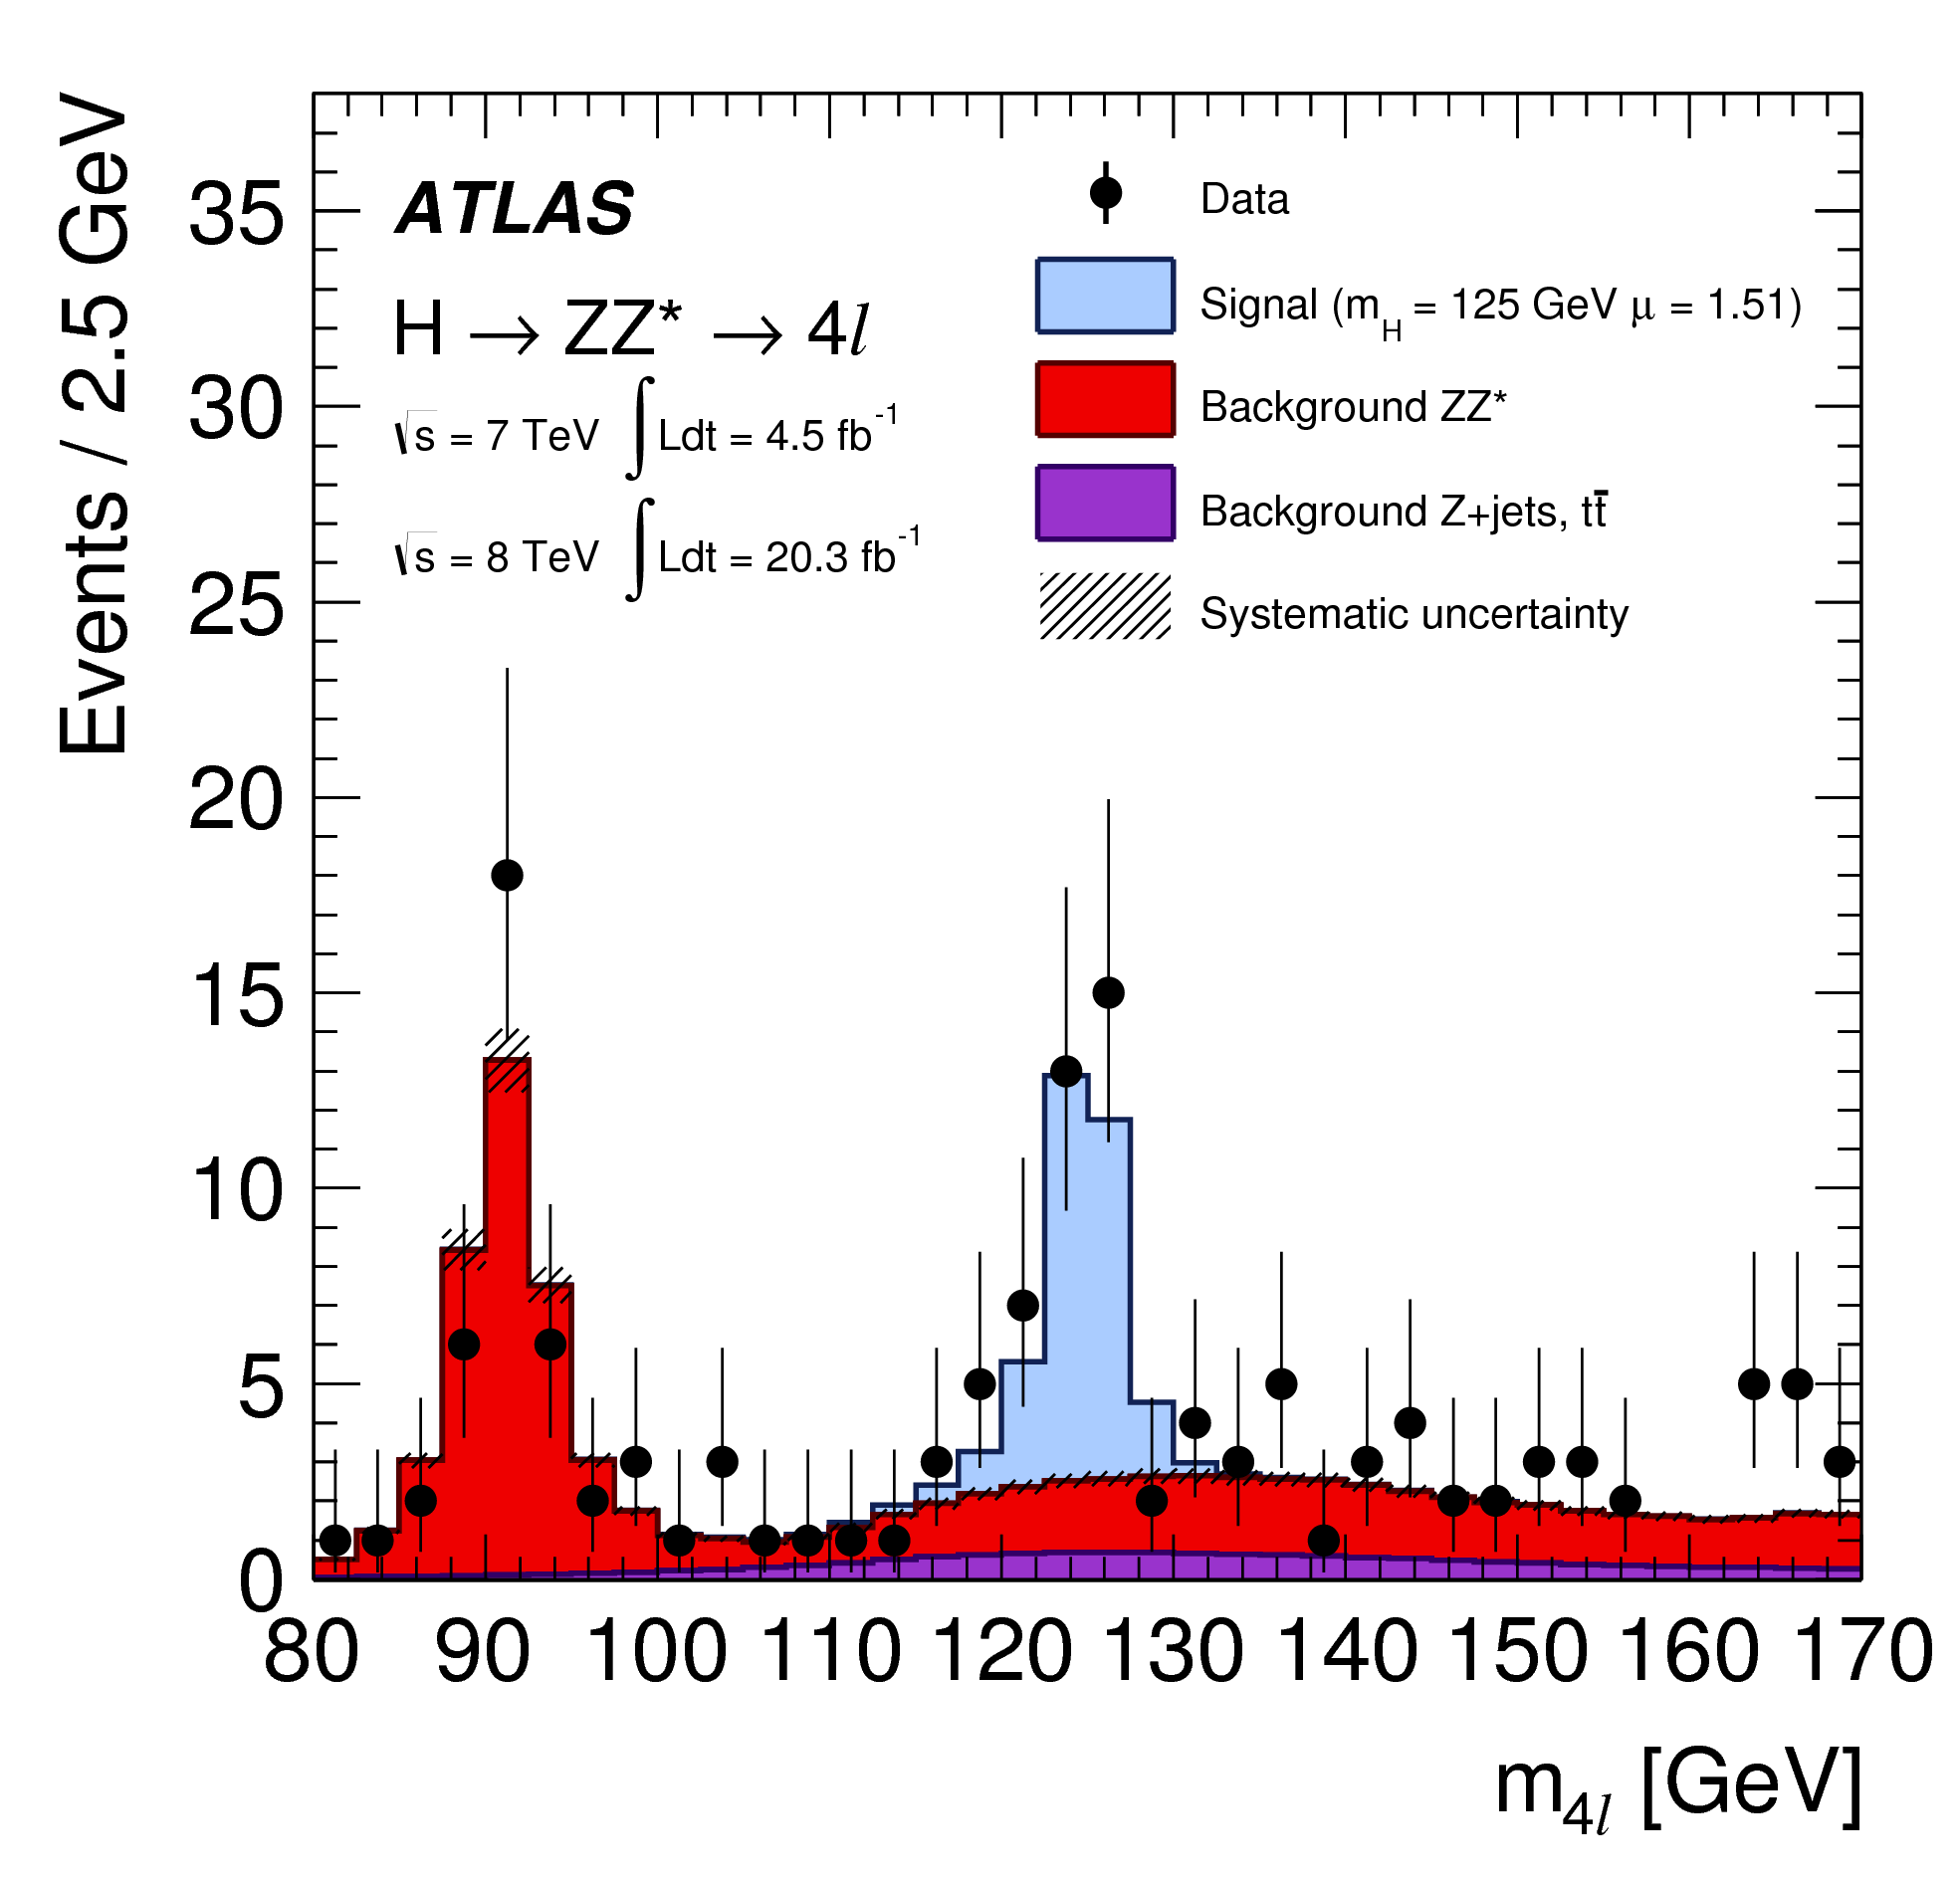 Events / 2.5 GeV
ATLAS
H → ZZ* → 4l
√s = 7 TeV ∫Ldt = 4.5 fb⁻¹
√s = 8 TeV ∫Ldt = 20.3 fb⁻¹
Data
Signal (m_H = 125 GeV μ = 1.51)
Background ZZ*
Background Z+jets, tt̄
Systematic uncertainty
35
30
25
20
15
10
5
0
80 90 100 110 120 130 140 150 160 170
m_4l [GeV]